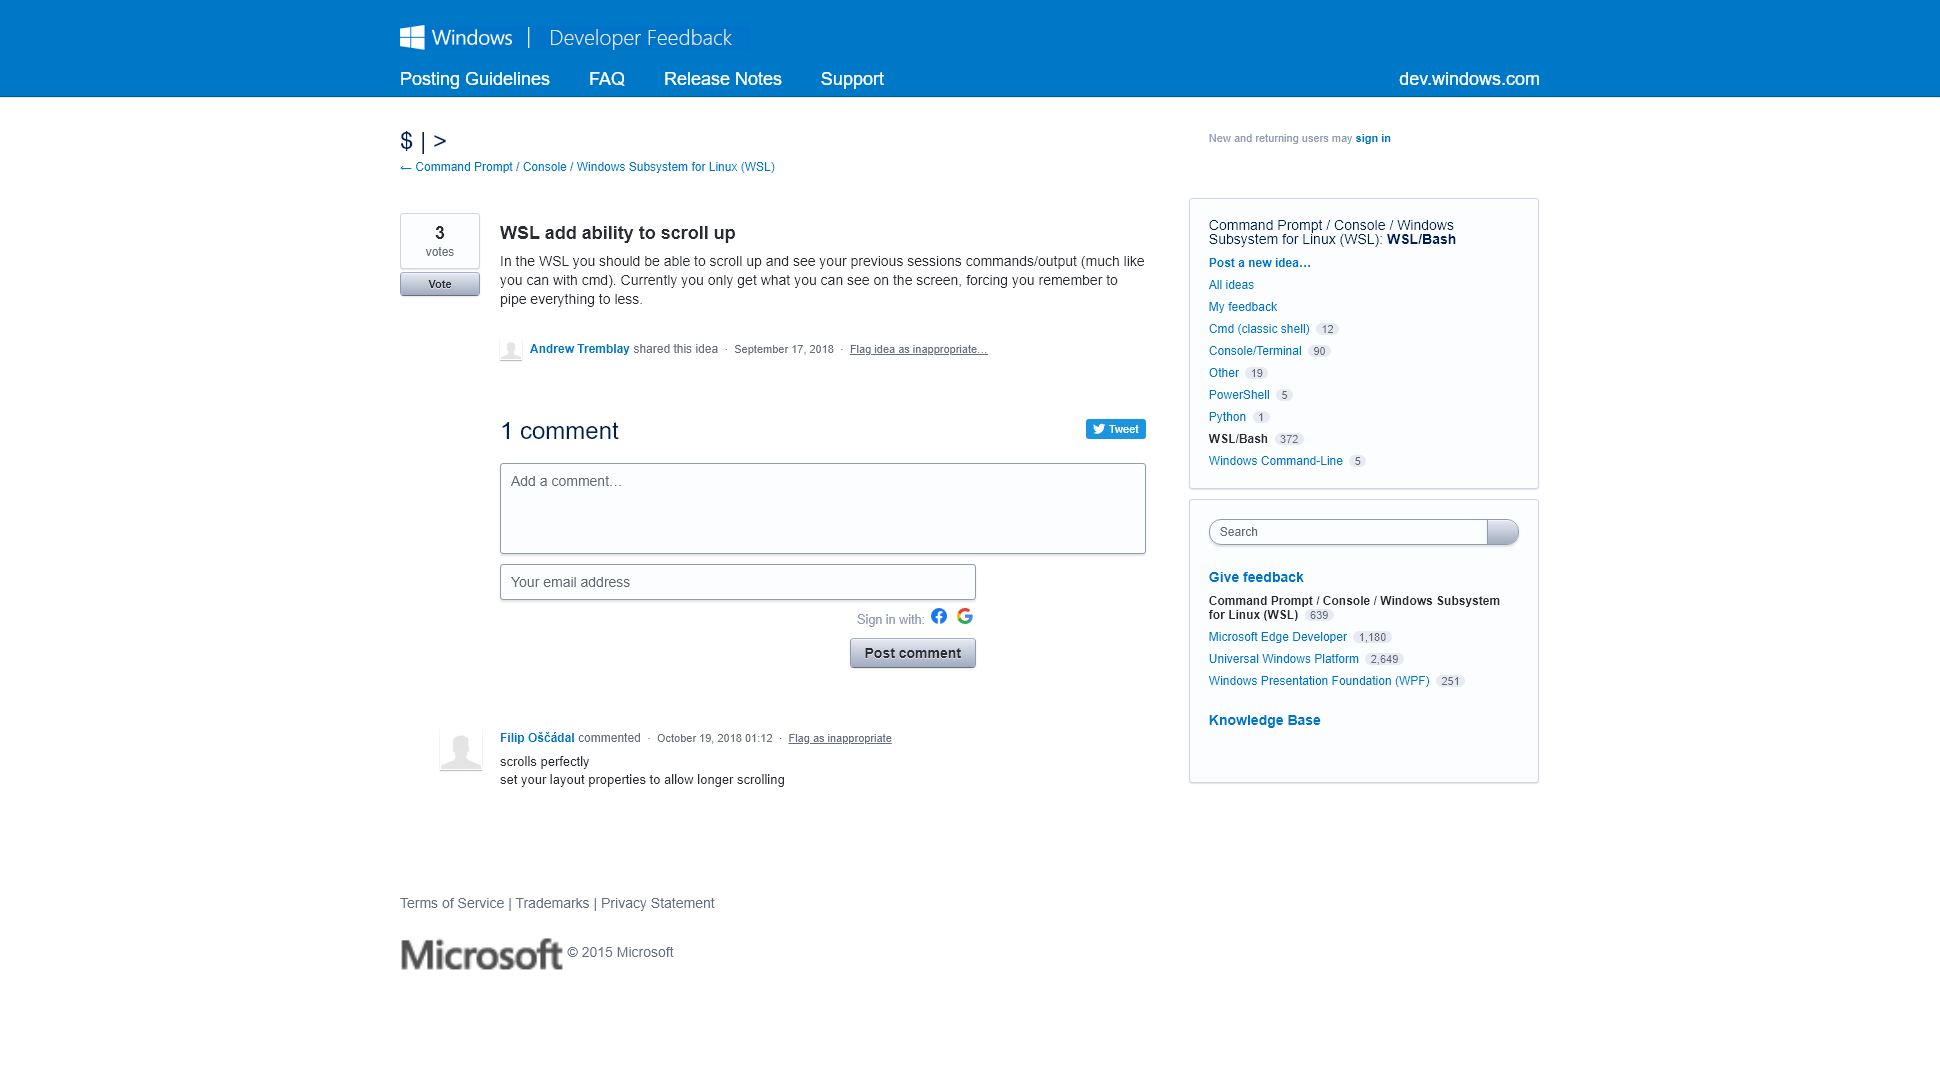 Windows | Developer Feedback
Posting Guidelines FAQ Release Notes Support dev.windows.com
$ | >
← Command Prompt / Console / Windows Subsystem for Linux (WSL)
New and returning users may sign in
3
votes
Vote
WSL add ability to scroll up
In the WSL you should be able to scroll up and see your previous sessions commands/output (much like
you can with cmd). Currently you only get what you can see on the screen, forcing you remember to
pipe everything to less.
Andrew Tremblay shared this idea · September 17, 2018 · Flag idea as inappropriate…
1 comment
Tweet
Add a comment…
Your email address
Sign in with:
Post comment
Filip Oščádal commented · October 19, 2018 01:12 · Flag as inappropriate
scrolls perfectly
set your layout properties to allow longer scrolling
Command Prompt / Console / Windows
Subsystem for Linux (WSL): WSL/Bash
Post a new idea…
All ideas
My feedback
Cmd (classic shell) 12
Console/Terminal 90
Other 19
PowerShell 5
Python 1
WSL/Bash 372
Windows Command-Line 5
Search
Give feedback
Command Prompt / Console / Windows Subsystem
for Linux (WSL) 639
Microsoft Edge Developer 1,180
Universal Windows Platform 2,649
Windows Presentation Foundation (WPF) 251
Knowledge Base
Terms of Service | Trademarks | Privacy Statement
Microsoft © 2015 Microsoft